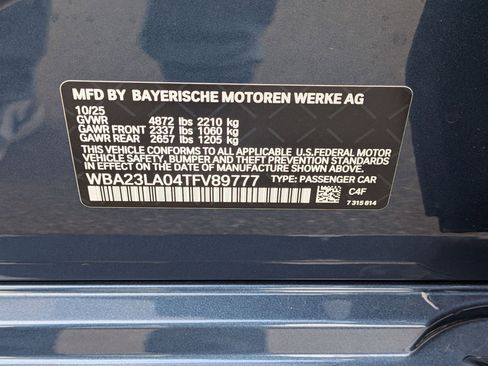 MFD BY BAYERISCHE MOTOREN WERKE AG
10/25
GVWR 4872 lbs 2210 kg
GAWR FRONT 2337 lbs 1060 kg
GAWR REAR 2657 lbs 1205 kg
THIS VEHICLE CONFORMS TO ALL APPLICABLE U.S.FEDERAL MOTOR
VEHICLE SAFETY, BUMPER, AND THEFT PREVENTION STANDARDS
IN EFFECT ON THE DATE OF MANUFACTURE SHOWN ABOVE.
WBA23LA04TFV89777 TYPE: PASSENGER CAR
C4F
7 315 814